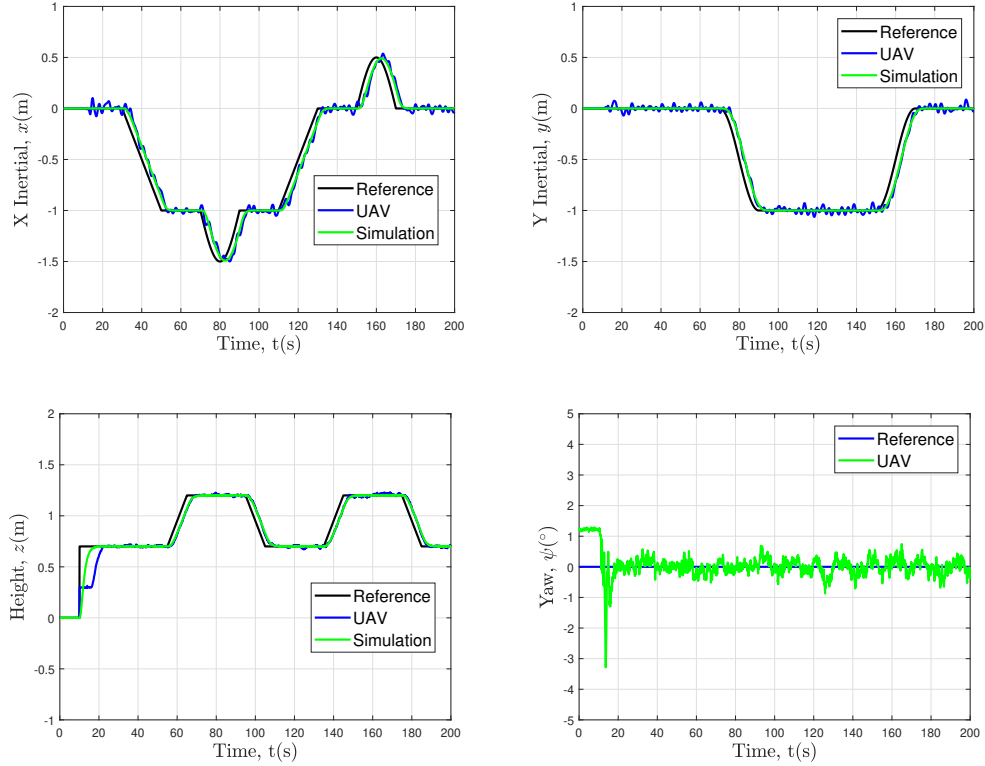 1
0.5
0
-0.5
-1
-1.5
-2
0 20 40 60 80 100 120 140 160 180 200
X Inertial, x(m)
Time, t(s)
Reference
UAV
Simulation
1
0.5
0
-0.5
-1
-1.5
-2
0 20 40 60 80 100 120 140 160 180 200
Y Inertial, y(m)
Time, t(s)
Reference
UAV
Simulation
2
1.5
1
0.5
0
-0.5
-1
0 20 40 60 80 100 120 140 160 180 200
Height, z(m)
Time, t(s)
Reference
UAV
Simulation
5
4
3
2
1
0
-1
-2
-3
-4
-5
0 20 40 60 80 100 120 140 160 180 200
Yaw, ψ(°)
Time, t(s)
Reference
UAV